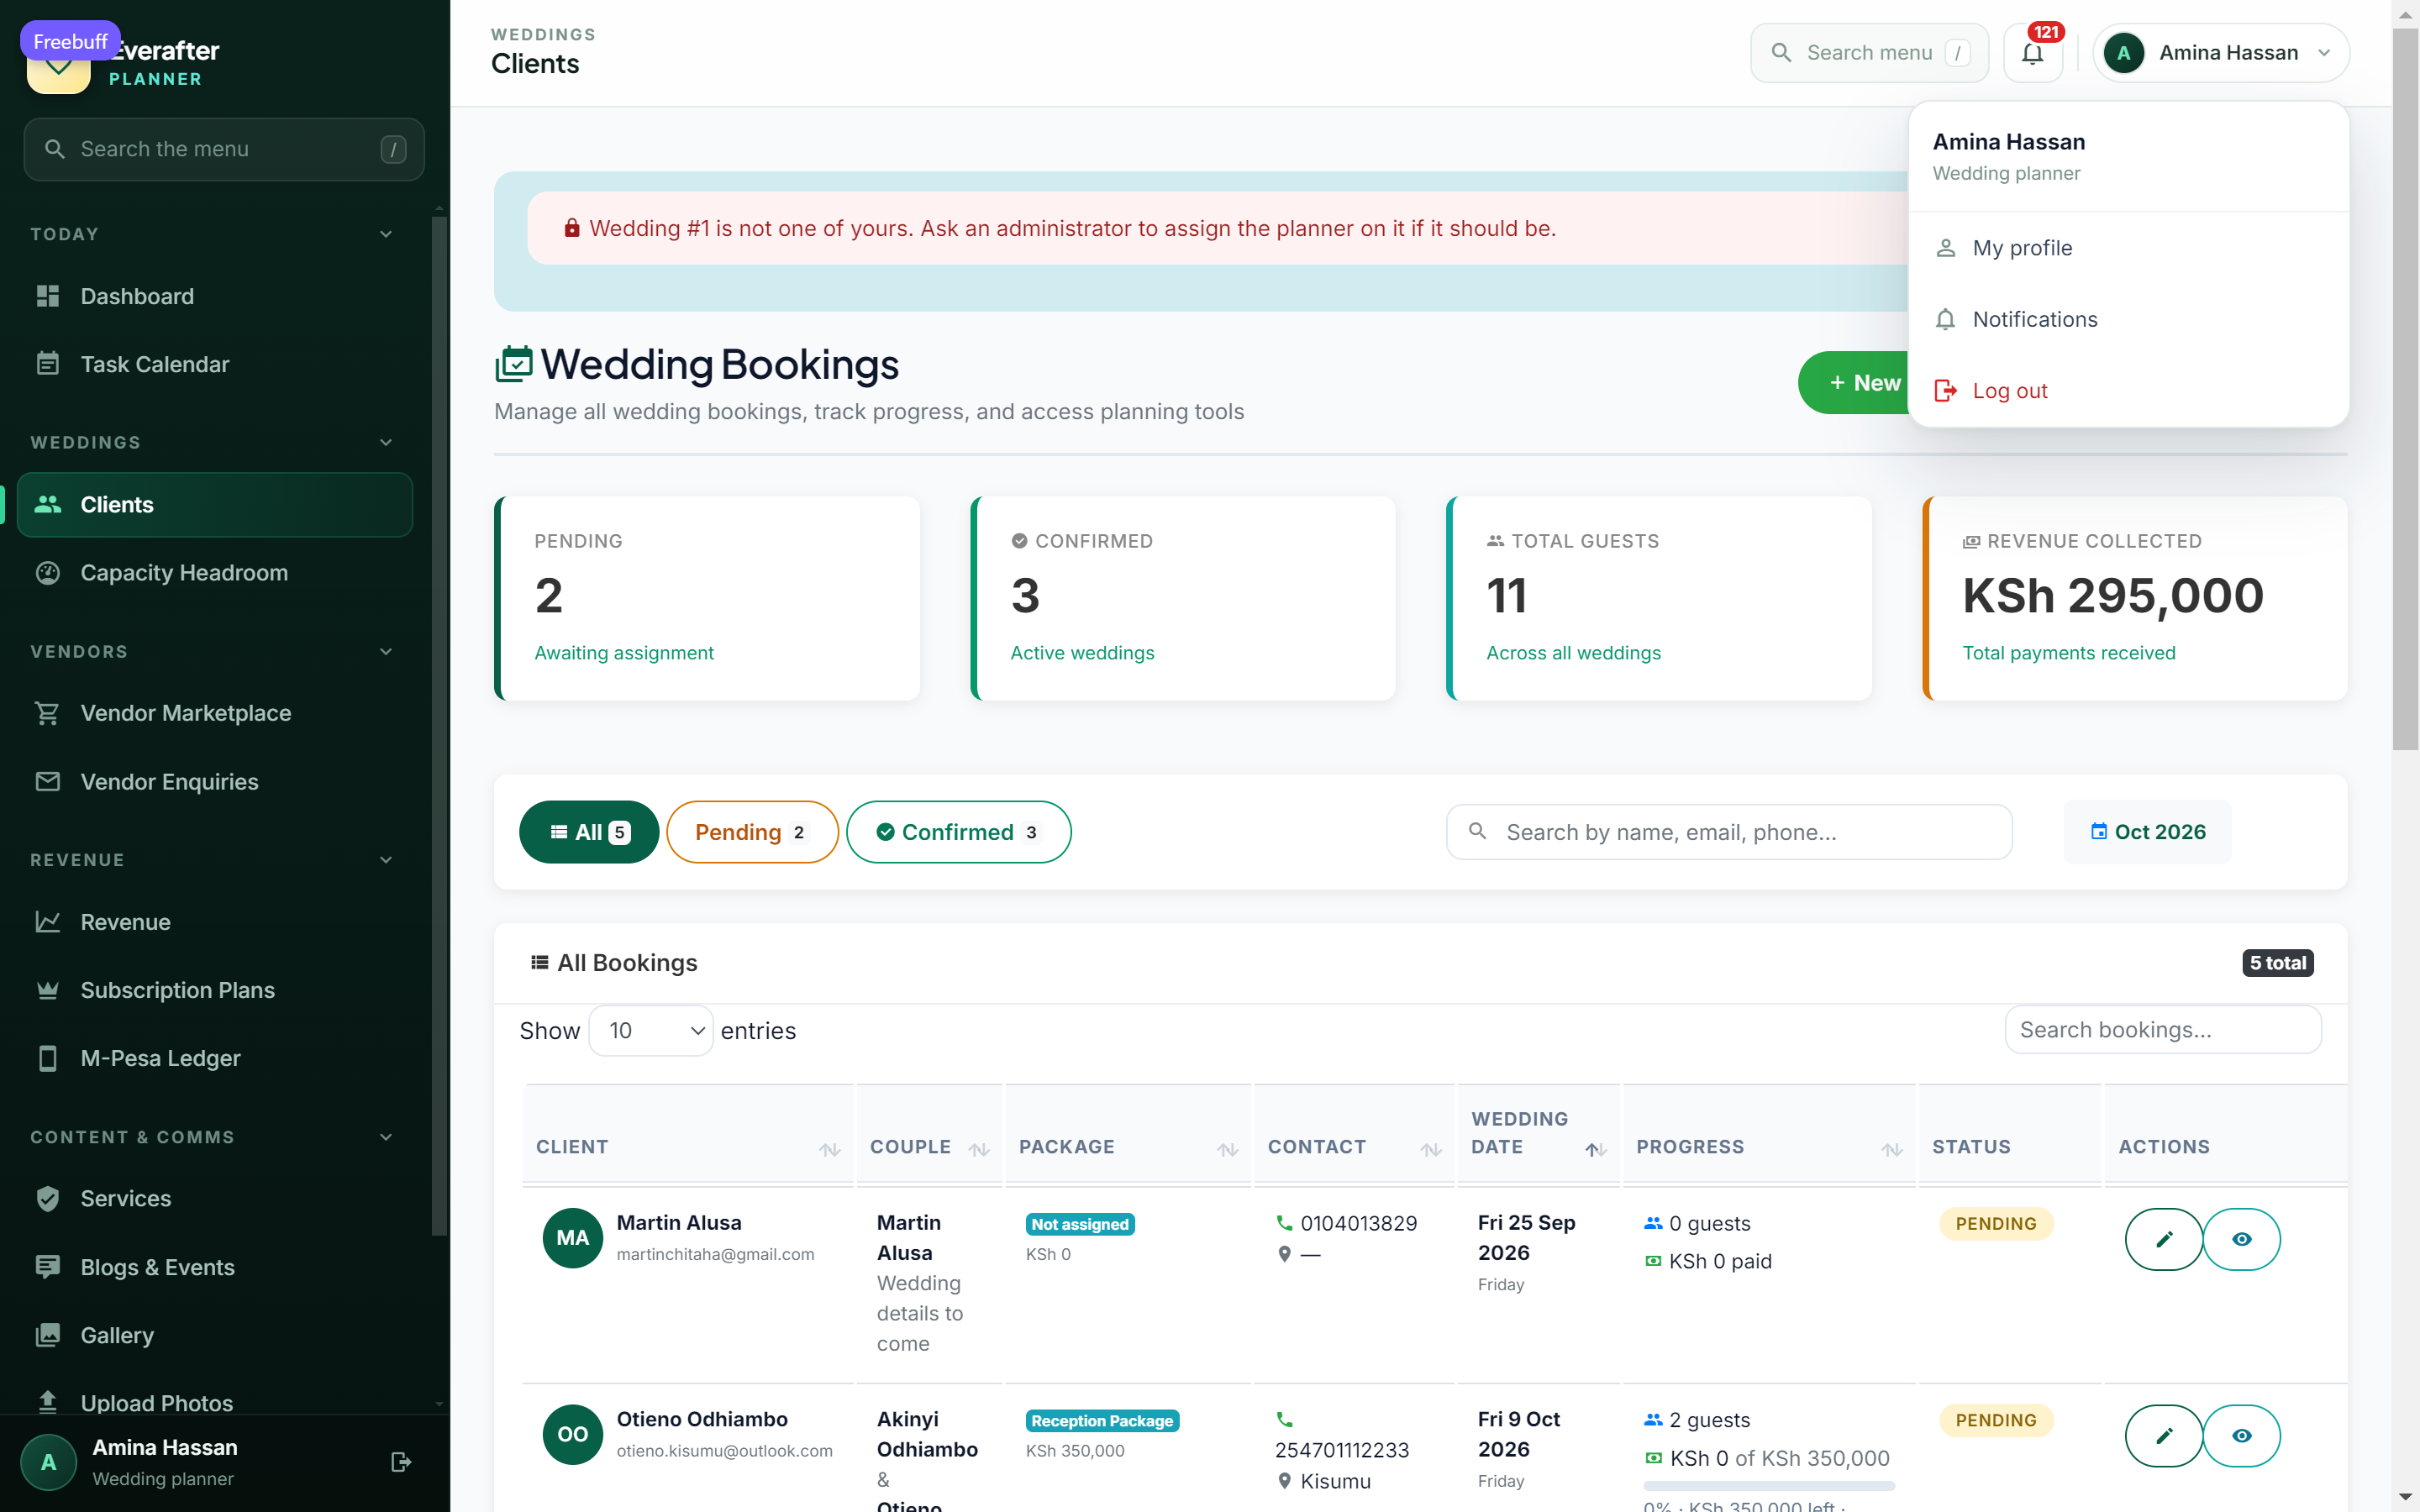 Freebuff
Everafter
PLANNER
Search the menu /
TODAY
Dashboard
Task Calendar
WEDDINGS
Clients
Capacity Headroom
VENDORS
Vendor Marketplace
Vendor Enquiries
REVENUE
Revenue
Subscription Plans
M-Pesa Ledger
CONTENT & COMMS
Services
Blogs & Events
Gallery
Upload Photos
A
Amina Hassan
Wedding planner
WEDDINGS
Clients
Search menu /
121
A Amina Hassan
Amina Hassan
Wedding planner
My profile
Notifications
Log out
Wedding #1 is not one of yours. Ask an administrator to assign the planner on it if it should be.
Wedding Bookings
Manage all wedding bookings, track progress, and access planning tools
+ New
PENDING
2
Awaiting assignment
CONFIRMED
3
Active weddings
TOTAL GUESTS
11
Across all weddings
REVENUE COLLECTED
KSh 295,000
Total payments received
All 5
Pending 2
Confirmed 3
Search by name, email, phone...
Oct 2026
All Bookings
5 total
Show 10 entries
Search bookings...
CLIENT
COUPLE
PACKAGE
CONTACT
WEDDING
DATE
PROGRESS
STATUS
ACTIONS
MA
Martin Alusa
martinchitaha@gmail.com
Martin
Alusa
Wedding
details to
come
Not assigned
KSh 0
0104013829
—
Fri 25 Sep
2026
Friday
0 guests
KSh 0 paid
PENDING
OO
Otieno Odhiambo
otieno.kisumu@outlook.com
Akinyi
Odhiambo
&
Otieno
Reception Package
KSh 350,000
254701112233
Kisumu
Fri 9 Oct
2026
Friday
2 guests
KSh 0 of KSh 350,000
0% · KSh 350,000 left ·
PENDING